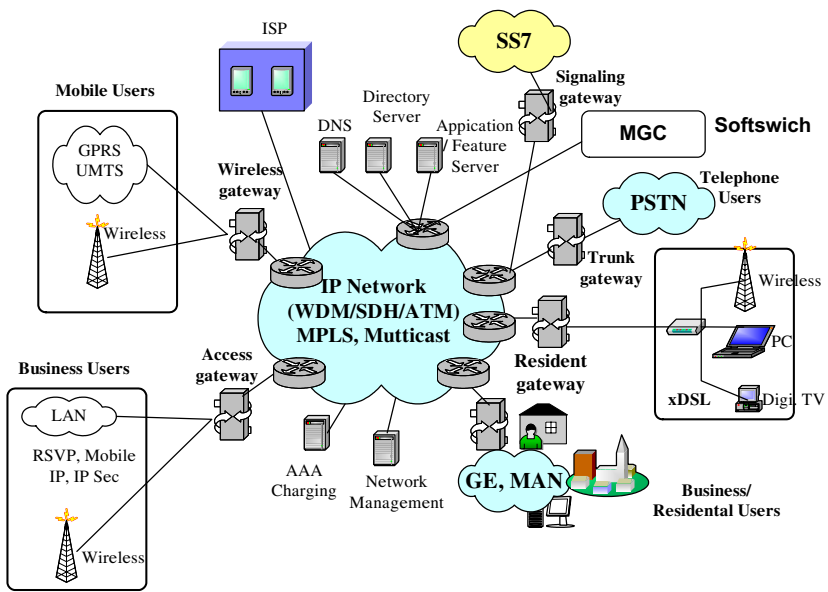 ISP
SS7
Mobile Users
Signaling
gateway
Directory
Server
DNS
Appication
/ Feature
Server
MGC
Softswich
GPRS
UMTS
Wireless
gateway
Wireless
Telephone
Users
PSTN
Trunk
gateway
IP Network
(WDM/SDH/ATM)
MPLS, Mutticast
Wireless
PC
xDSL
Digi. TV
Resident
gateway
Access
gateway
Business Users
LAN
RSVP, Mobile
IP, IP Sec
Wireless
AAA
Charging
Network
Management
GE, MAN
Business/
Residental Users